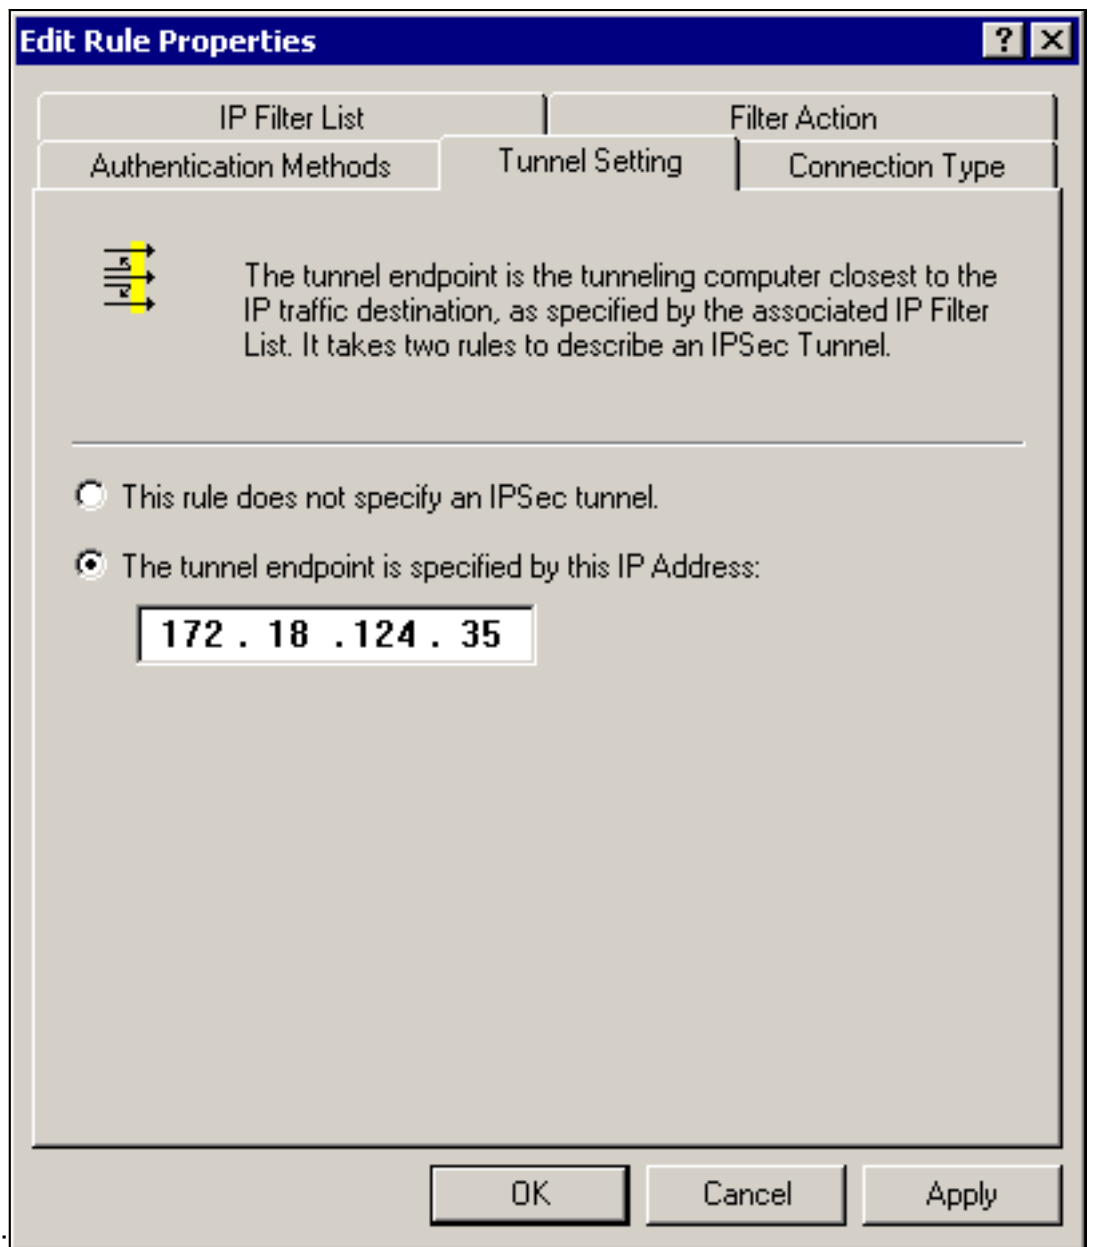 Edit Rule Properties
IP Filter List
Filter Action
Authentication Methods
Tunnel Setting
Connection Type
The tunnel endpoint is the tunneling computer closest to the
IP traffic destination, as specified by the associated IP Filter
List. It takes two rules to describe an IPSec Tunnel.
This rule does not specify an IPSec tunnel.
The tunnel endpoint is specified by this IP Address:
172 . 18 .124 . 35
OK
Cancel
Apply
.